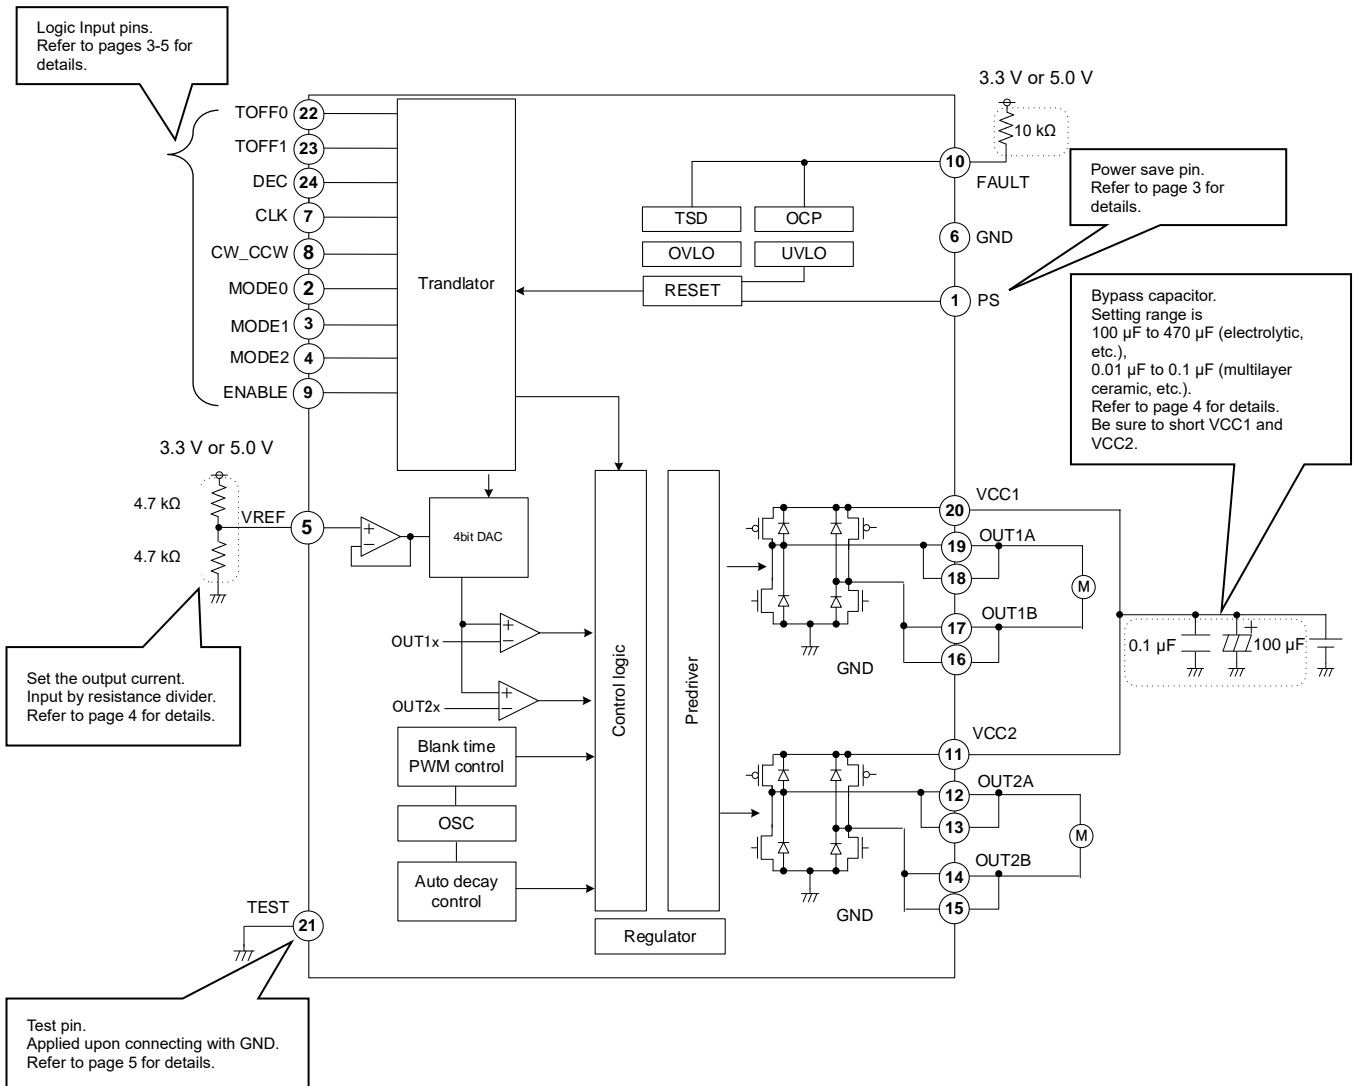 Logic Input pins.
Refer to pages 3-5 for
details.
3.3 V or 5.0 V
10 kΩ
TOFF0 22
TOFF1 23
DEC 24
CLK 7
CW_CCW 8
MODE0 2
MODE1 3
MODE2 4
ENABLE 9
Trandlator
TSD
OCP
OVLO
UVLO
RESET
10
FAULT
6 GND
1 PS
Power save pin.
Refer to page 3 for
details.
Bypass capacitor.
Setting range is
100 µF to 470 µF (electrolytic,
etc.),
0.01 µF to 0.1 µF (multilayer
ceramic, etc.).
Refer to page 4 for details.
Be sure to short VCC1 and
VCC2.
3.3 V or 5.0 V
4.7 kΩ
4.7 kΩ
VREF 5
+
−
4bit DAC
+
−
OUT1x
+
−
OUT2x
Set the output current.
Input by resistance divider.
Refer to page 4 for details.
Blank time
PWM control
OSC
Auto decay
control
Control logic
Predriver
Regulator
VCC1
20
19 OUT1A
18
M
17 OUT1B
16
GND
0.1 µF
+
100 µF
VCC2
11
12 OUT2A
13
M
14 OUT2B
15
GND
TEST
21
Test pin.
Applied upon connecting with GND.
Refer to page 5 for details.